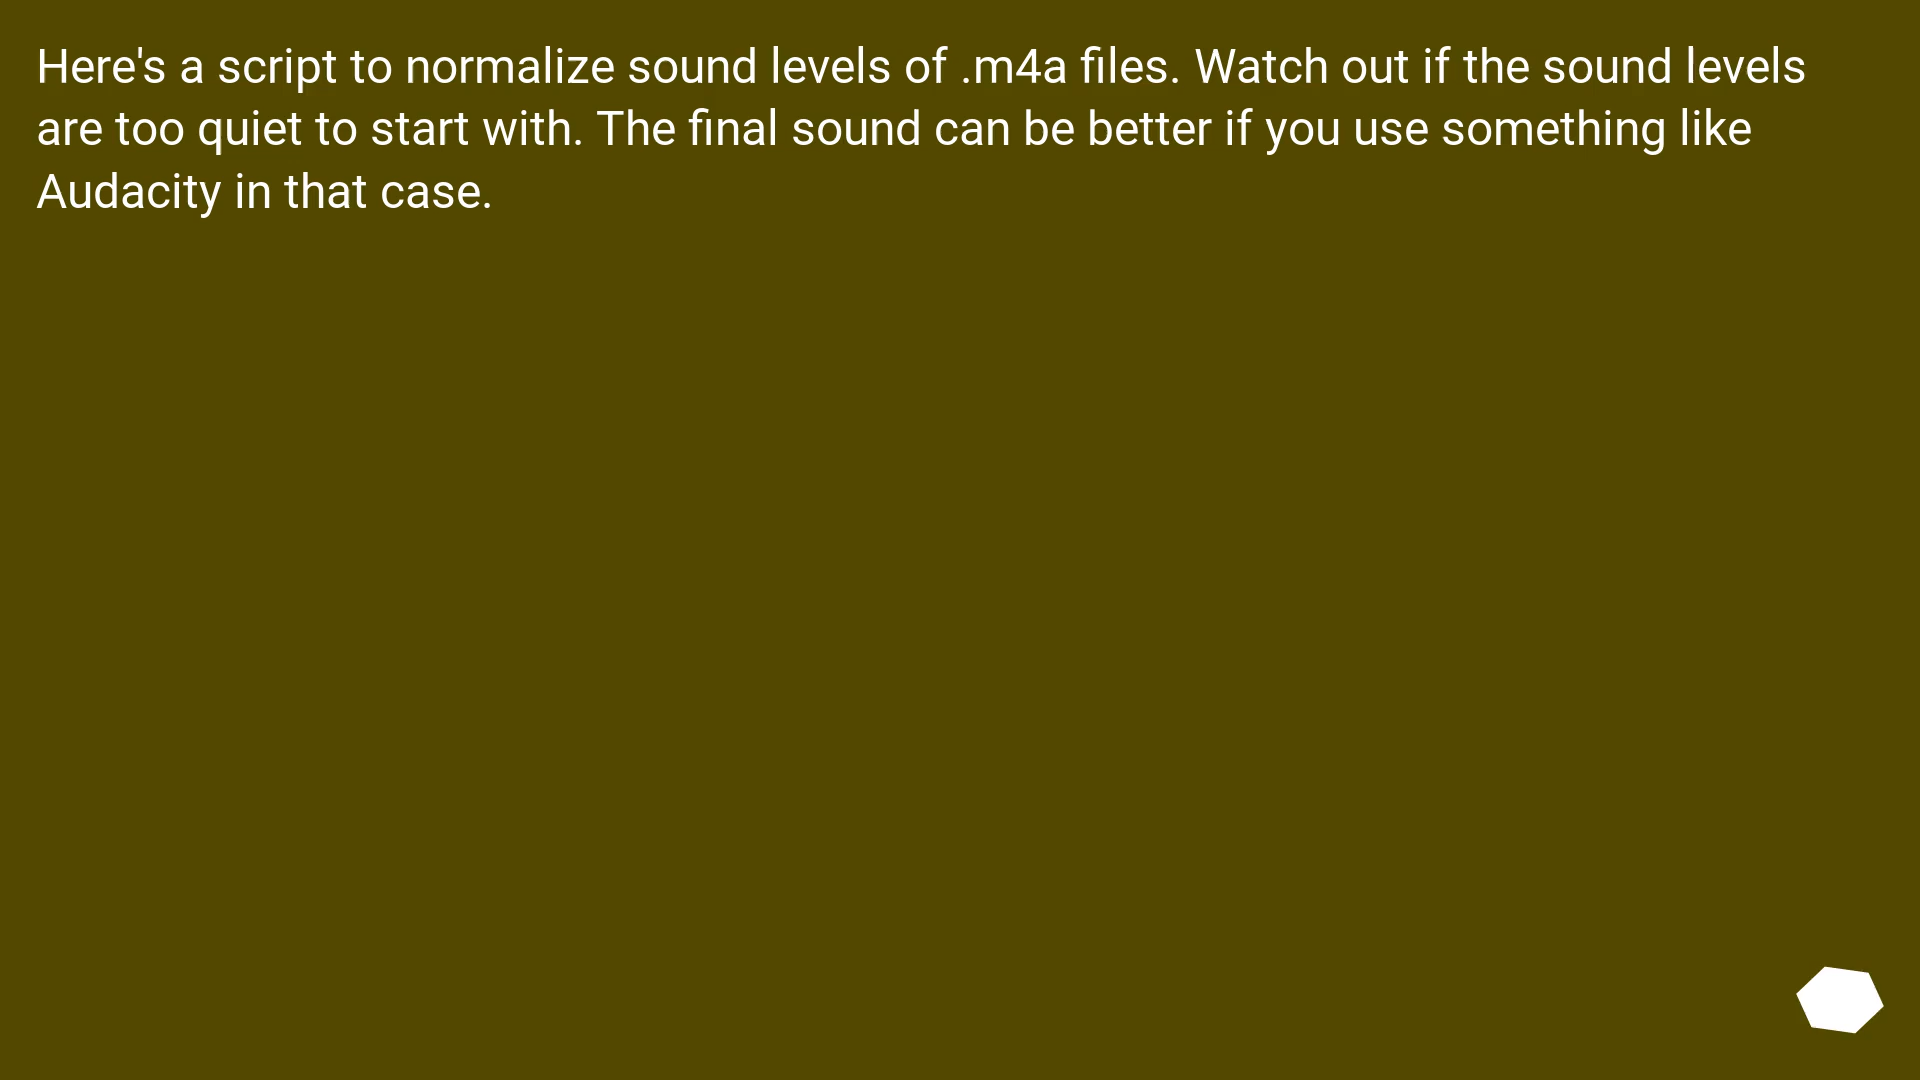 Here's a script to normalize sound levels of .m4a files. Watch out if the sound levels
are too quiet to start with. The final sound can be better if you use something like
Audacity in that case.